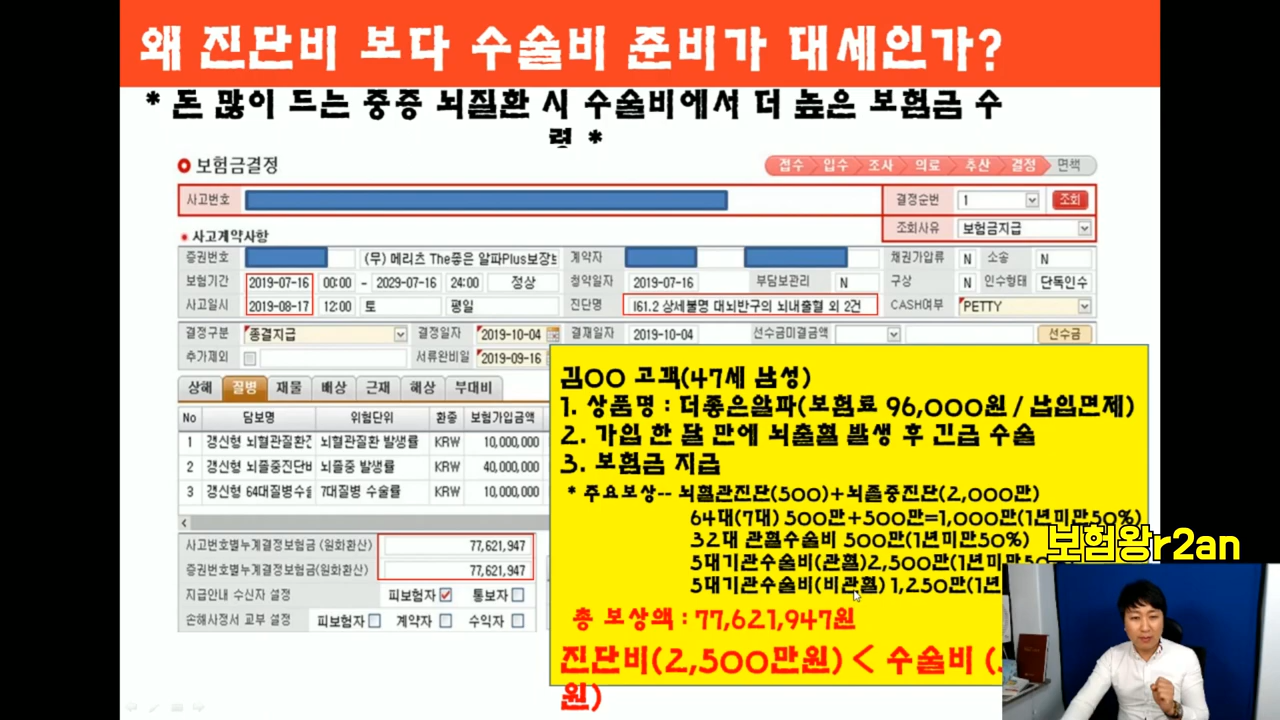 왜 진단비 보다 수술비 준비가 대세인가?
* 돈 많이 드는 중증 뇌질환 시 수술비에서 더 높은 보험금 수
령 *
보험금결정
접수 입수 조사 의료 추산 결정 면책
사고번호 결정순번 1 조회
조회사유 보험금지급
사고계약사항
증권번호 (무) 메리츠 The좋은 알파Plus보장보 계약자 채권가압류 N 소송 N
보험기간 2019-07-16 00:00 - 2029-07-16 24:00 정상 청약일자 2019-07-16 부담보관리 N 구상 N 인수형태 단독인수
사고일시 2019-08-17 12:00 토 평일 진단명 I61.2 상세불명 대뇌반구의 뇌내출혈 외 2건 CASH여부 PETTY
결정구분 종결지급 결정일자 2019-10-04 결재일자 2019-10-04 선수금미결금액 선수금
추가제외 서류완비일 2019-09-16
상해 질병 재물 배상 근재 해상 부대비
No 담보명 위험단위 환종 보험가입금액
1 갱신형 뇌혈관질환진 뇌혈관질환 발생률 KRW 10,000,000
2 갱신형 뇌졸중진단비 뇌졸중 발생률 KRW 40,000,000
3 갱신형 64대질병수술 7대질병 수술률 KRW 10,000,000
사고번호별누계결정보험금 (원화환산) 77,621,947
증권번호별누계결정보험금(원화환산) 77,621,947
지급안내 수신자 설정 피보험자 통보자
손해사정서 교부 설정 피보험자 계약자 수익자
김OO 고객(47세 남성)
1. 상품명 : 더좋은알파(보험료 96,000원 / 납입면제)
2. 가입 한 달 만에 뇌출혈 발생 후 긴급 수술
3. 보험금 지급
* 주요보상-- 뇌혈관진단(500)+뇌졸중진단(2,000만)
64대(7대) 500만+500만=1,000만(1년미만50%)
32대 관혈수술비 500만(1년미만50%)
5대기관수술비(관혈)2,500만(1년미만50
5대기관수술비(비관혈) 1,250만(1년
총 보상액 : 77,621,947원
진단비(2,500만원) < 수술비 (
원)
보험왕r2an